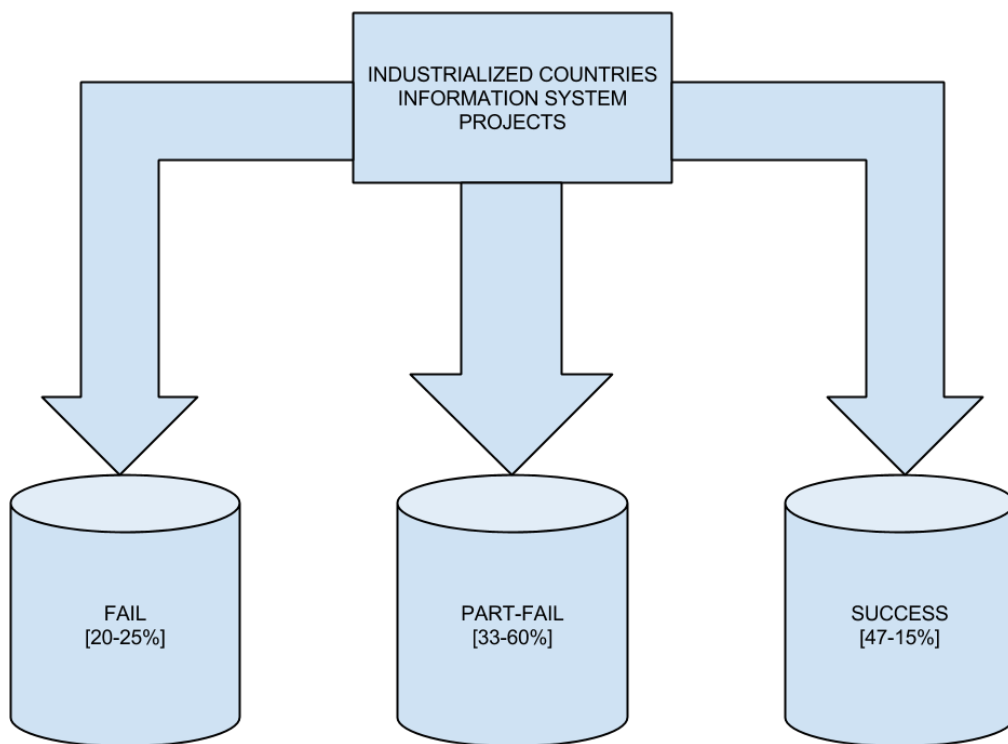 INDUSTRIALIZED COUNTRIES
INFORMATION SYSTEM
PROJECTS
FAIL
[20-25%]
PART-FAIL
[33-60%]
SUCCESS
[47-15%]